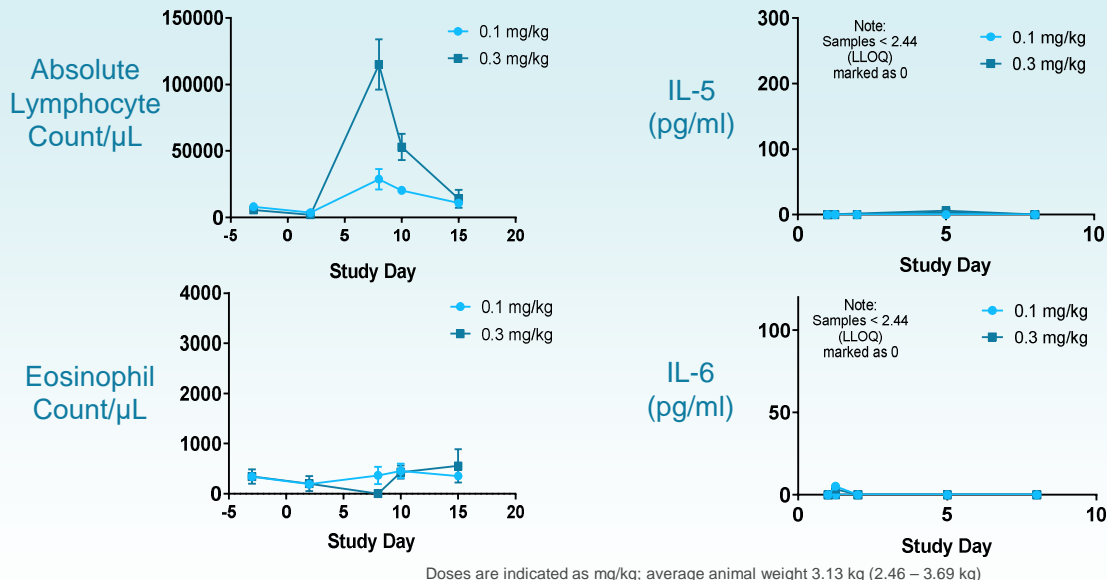 Absolute
Lymphocyte
Count/µL
150000
100000
50000
0
-5
0
5
10
15
20
Study Day
0.1 mg/kg
0.3 mg/kg
IL-5
(pg/ml)
300
200
100
0
0
5
10
Study Day
Note:
Samples < 2.44
(LLOQ)
marked as 0
0.1 mg/kg
0.3 mg/kg
Eosinophil
Count/µL
4000
3000
2000
1000
0
-5
0
5
10
15
20
Study Day
0.1 mg/kg
0.3 mg/kg
IL-6
(pg/ml)
100
50
0
0
5
10
Study Day
Note:
Samples < 2.44
(LLOQ)
marked as 0
0.1 mg/kg
0.3 mg/kg
Doses are indicated as mg/kg; average animal weight 3.13 kg (2.46 – 3.69 kg)